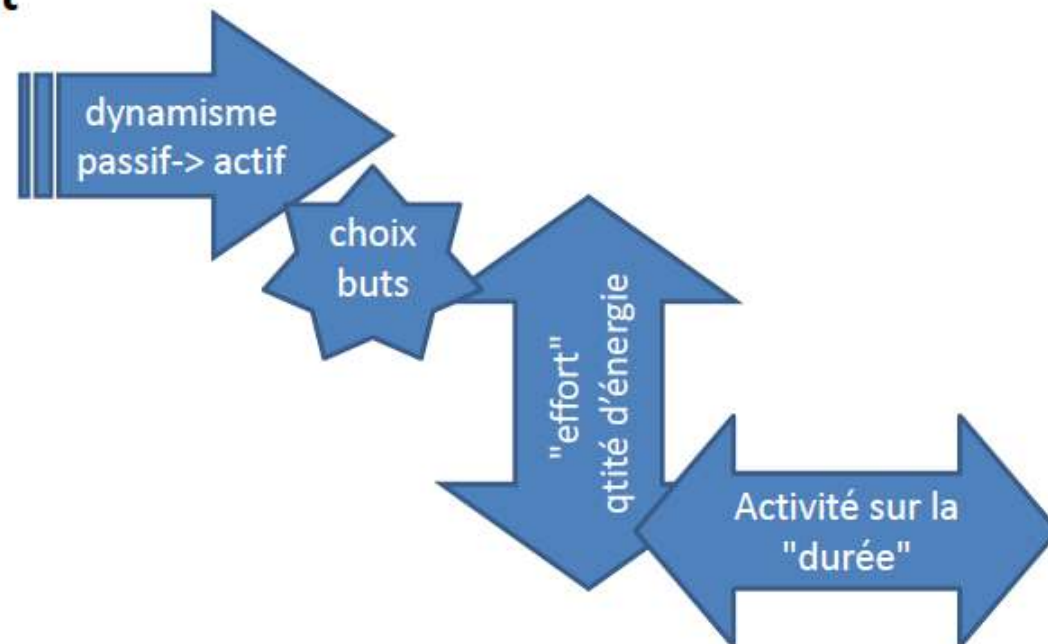 dynamisme
passif-> actif
choix
buts
"effort"
qtité d'énergie
Activité sur la
"durée"